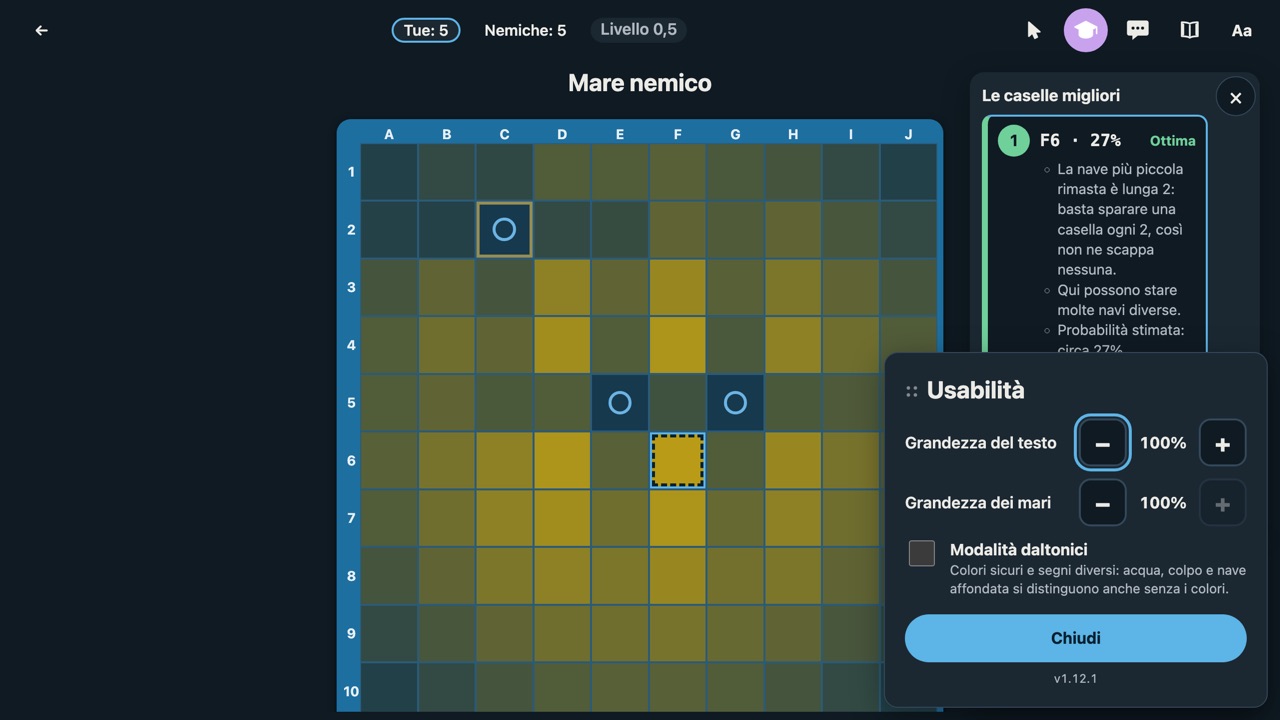 Tue: 5
Nemiche: 5
Livello 0,5
Aa
Mare nemico
A B C D E F G H I J
1
2
3
4
5
6
7
8
9
10
Le caselle migliori
1 F6 · 27% Ottima
La nave più piccola
rimasta è lunga 2:
basta sparare una
casella ogni 2, così
non ne scappa
nessuna.
Qui possono stare
molte navi diverse.
Probabilità stimata:
circa 27%
Usabilità
Grandezza del testo − 100% +
Grandezza dei mari − 100% +
Modalità daltonici
Colori sicuri e segni diversi: acqua, colpo e nave
affondata si distinguono anche senza i colori.
Chiudi
v1.12.1